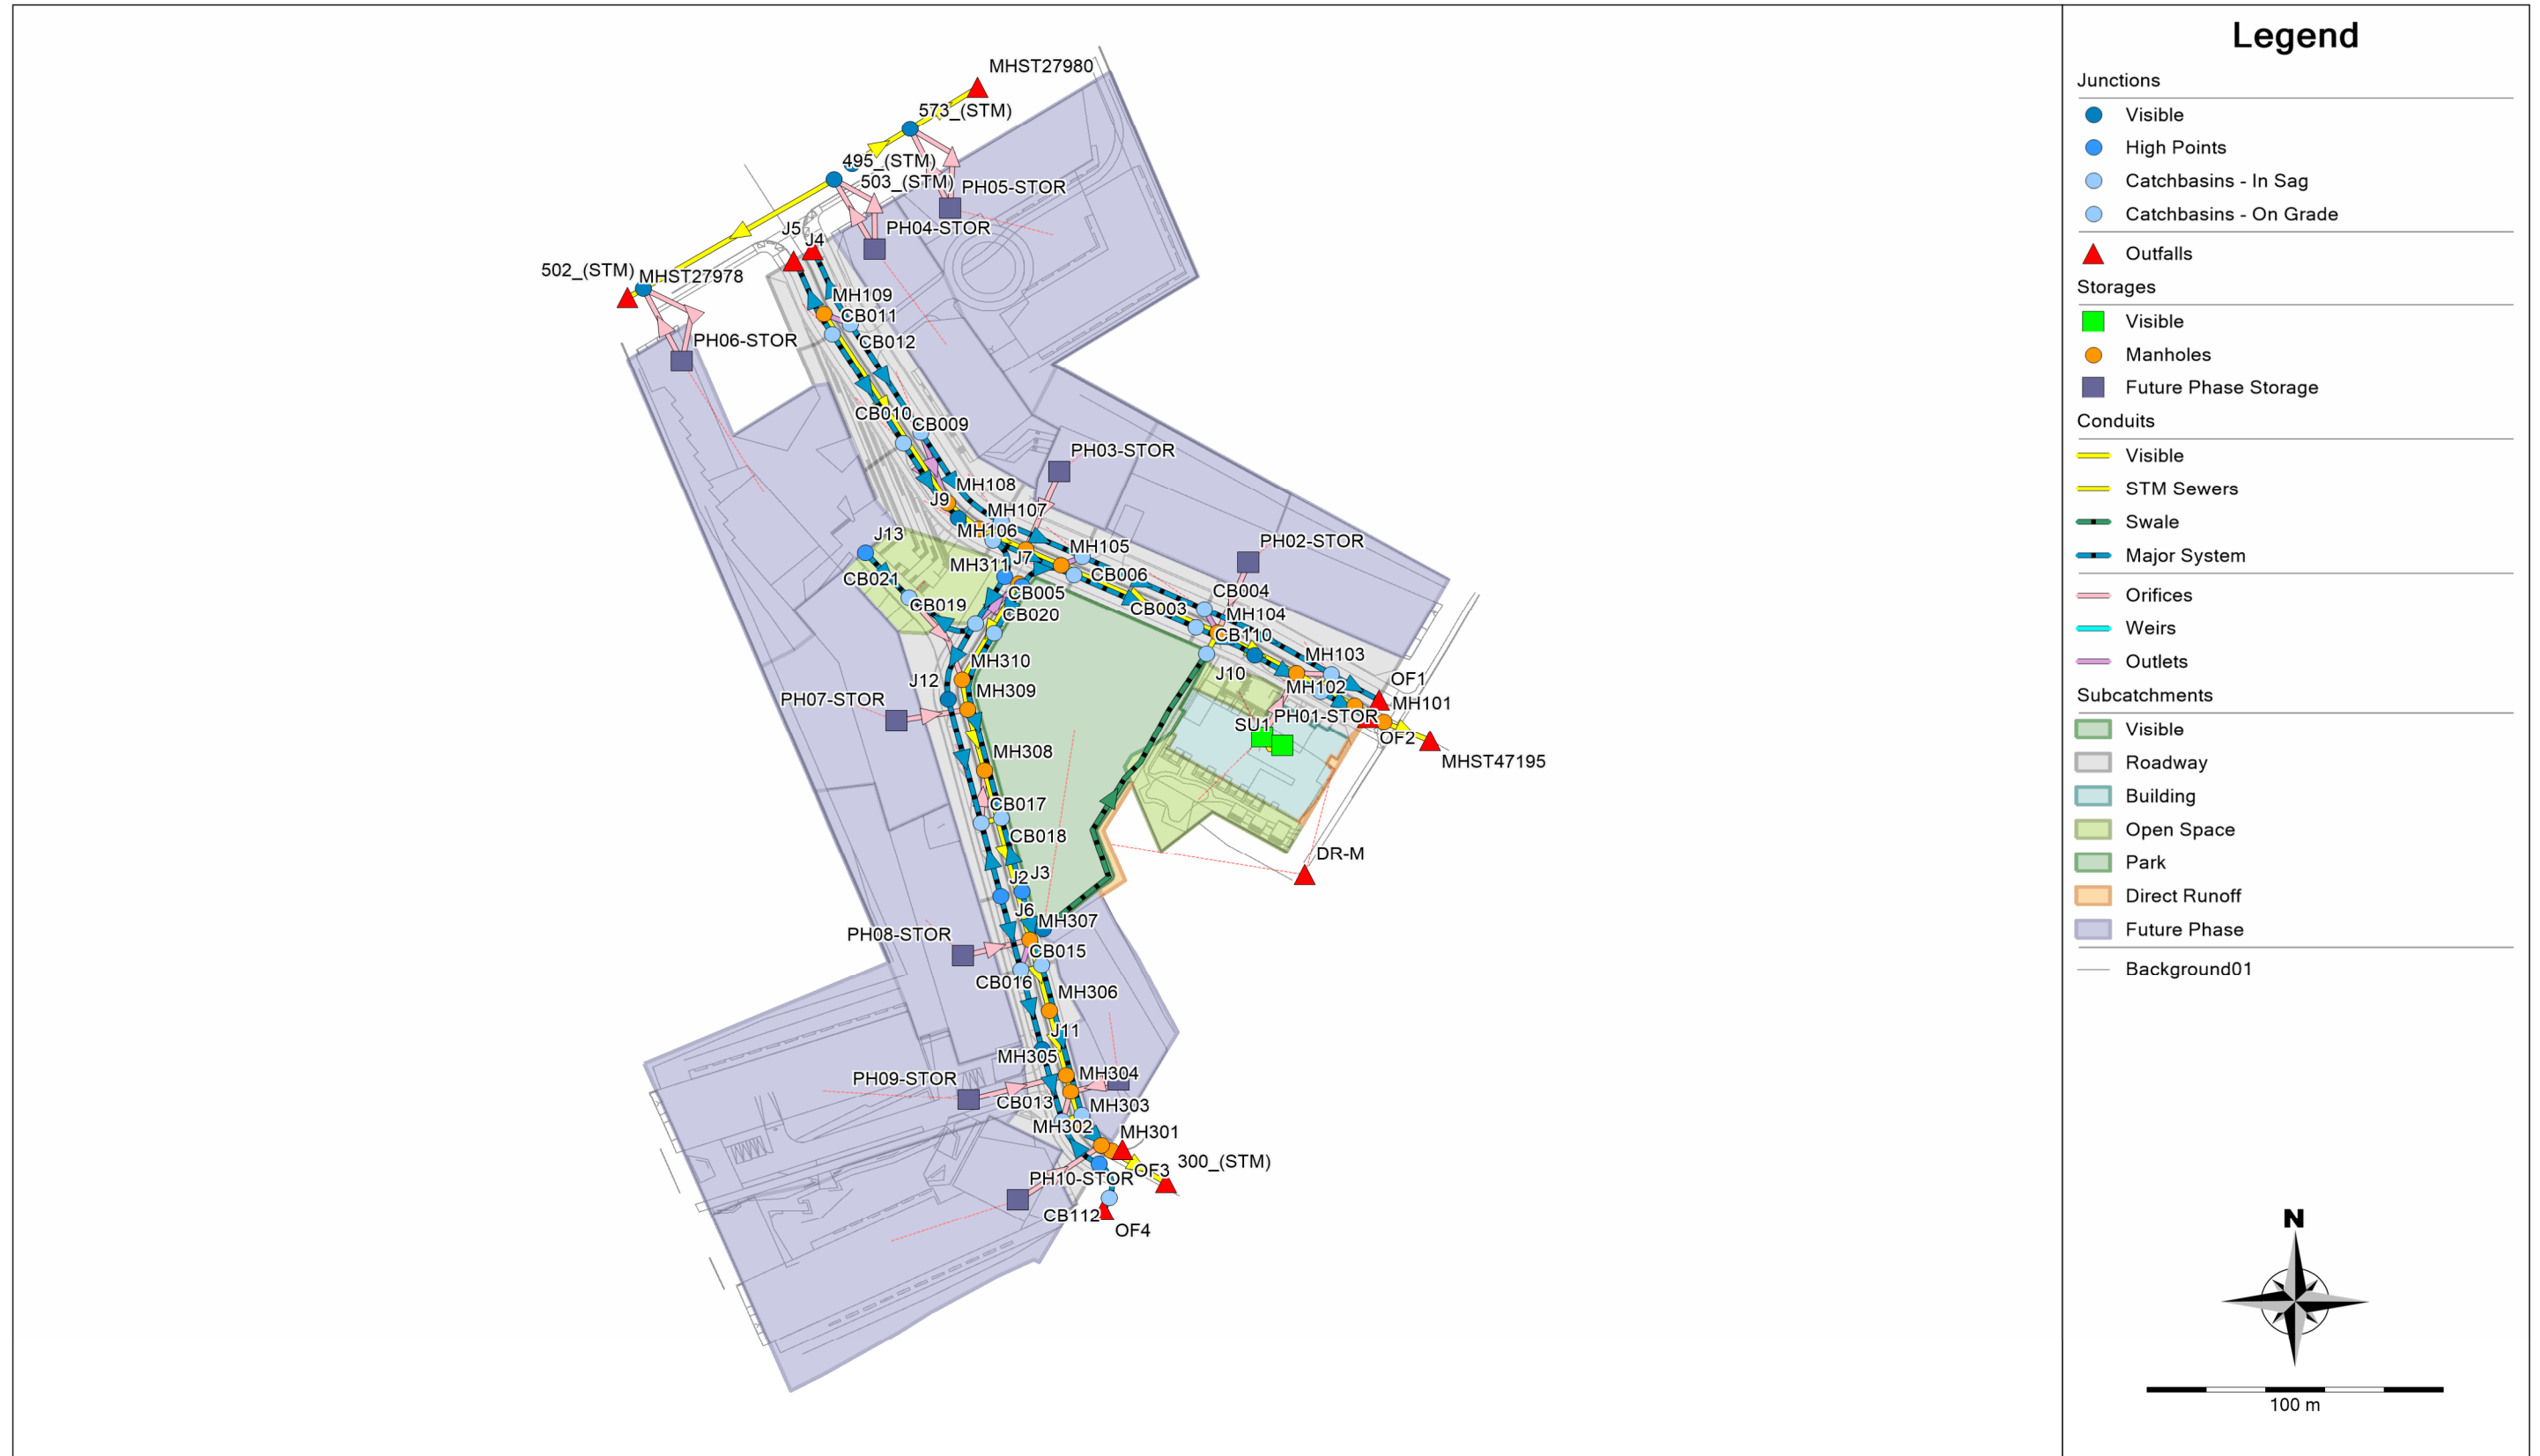 MHST27980
573_(STM)
495_(STM)
503_(STM)
PH05-STOR
PH04-STOR
J5
J4
502_(STM)
MHST27978
MH109
CB011
PH06-STOR
CB012
CB010
CB009
PH03-STOR
MH108
J9
MH107
MH106
J13
PH02-STOR
MH105
J7
MH311
CB021
CB006
CB005
CB004
CB019
CB003
CB020
MH104
CB110
MH310
MH103
J12
MH309
J10
OF1
MH102
MH101
PH07-STOR
PH01-STOR
SU1
OF2
MH308
MHST47195
CB017
CB018
DR-M
J2
J3
J6
MH307
PH08-STOR
CB015
CB016
MH306
J11
MH305
MH304
PH09-STOR
CB013
MH303
MH302
MH301
300_(STM)
OF3
PH10-STOR
CB112
OF4
Legend
Junctions
Visible
High Points
Catchbasins - In Sag
Catchbasins - On Grade
Outfalls
Storages
Visible
Manholes
Future Phase Storage
Conduits
Visible
STM Sewers
Swale
Major System
Orifices
Weirs
Outlets
Subcatchments
Visible
Roadway
Building
Open Space
Park
Direct Runoff
Future Phase
Background01
N
100 m